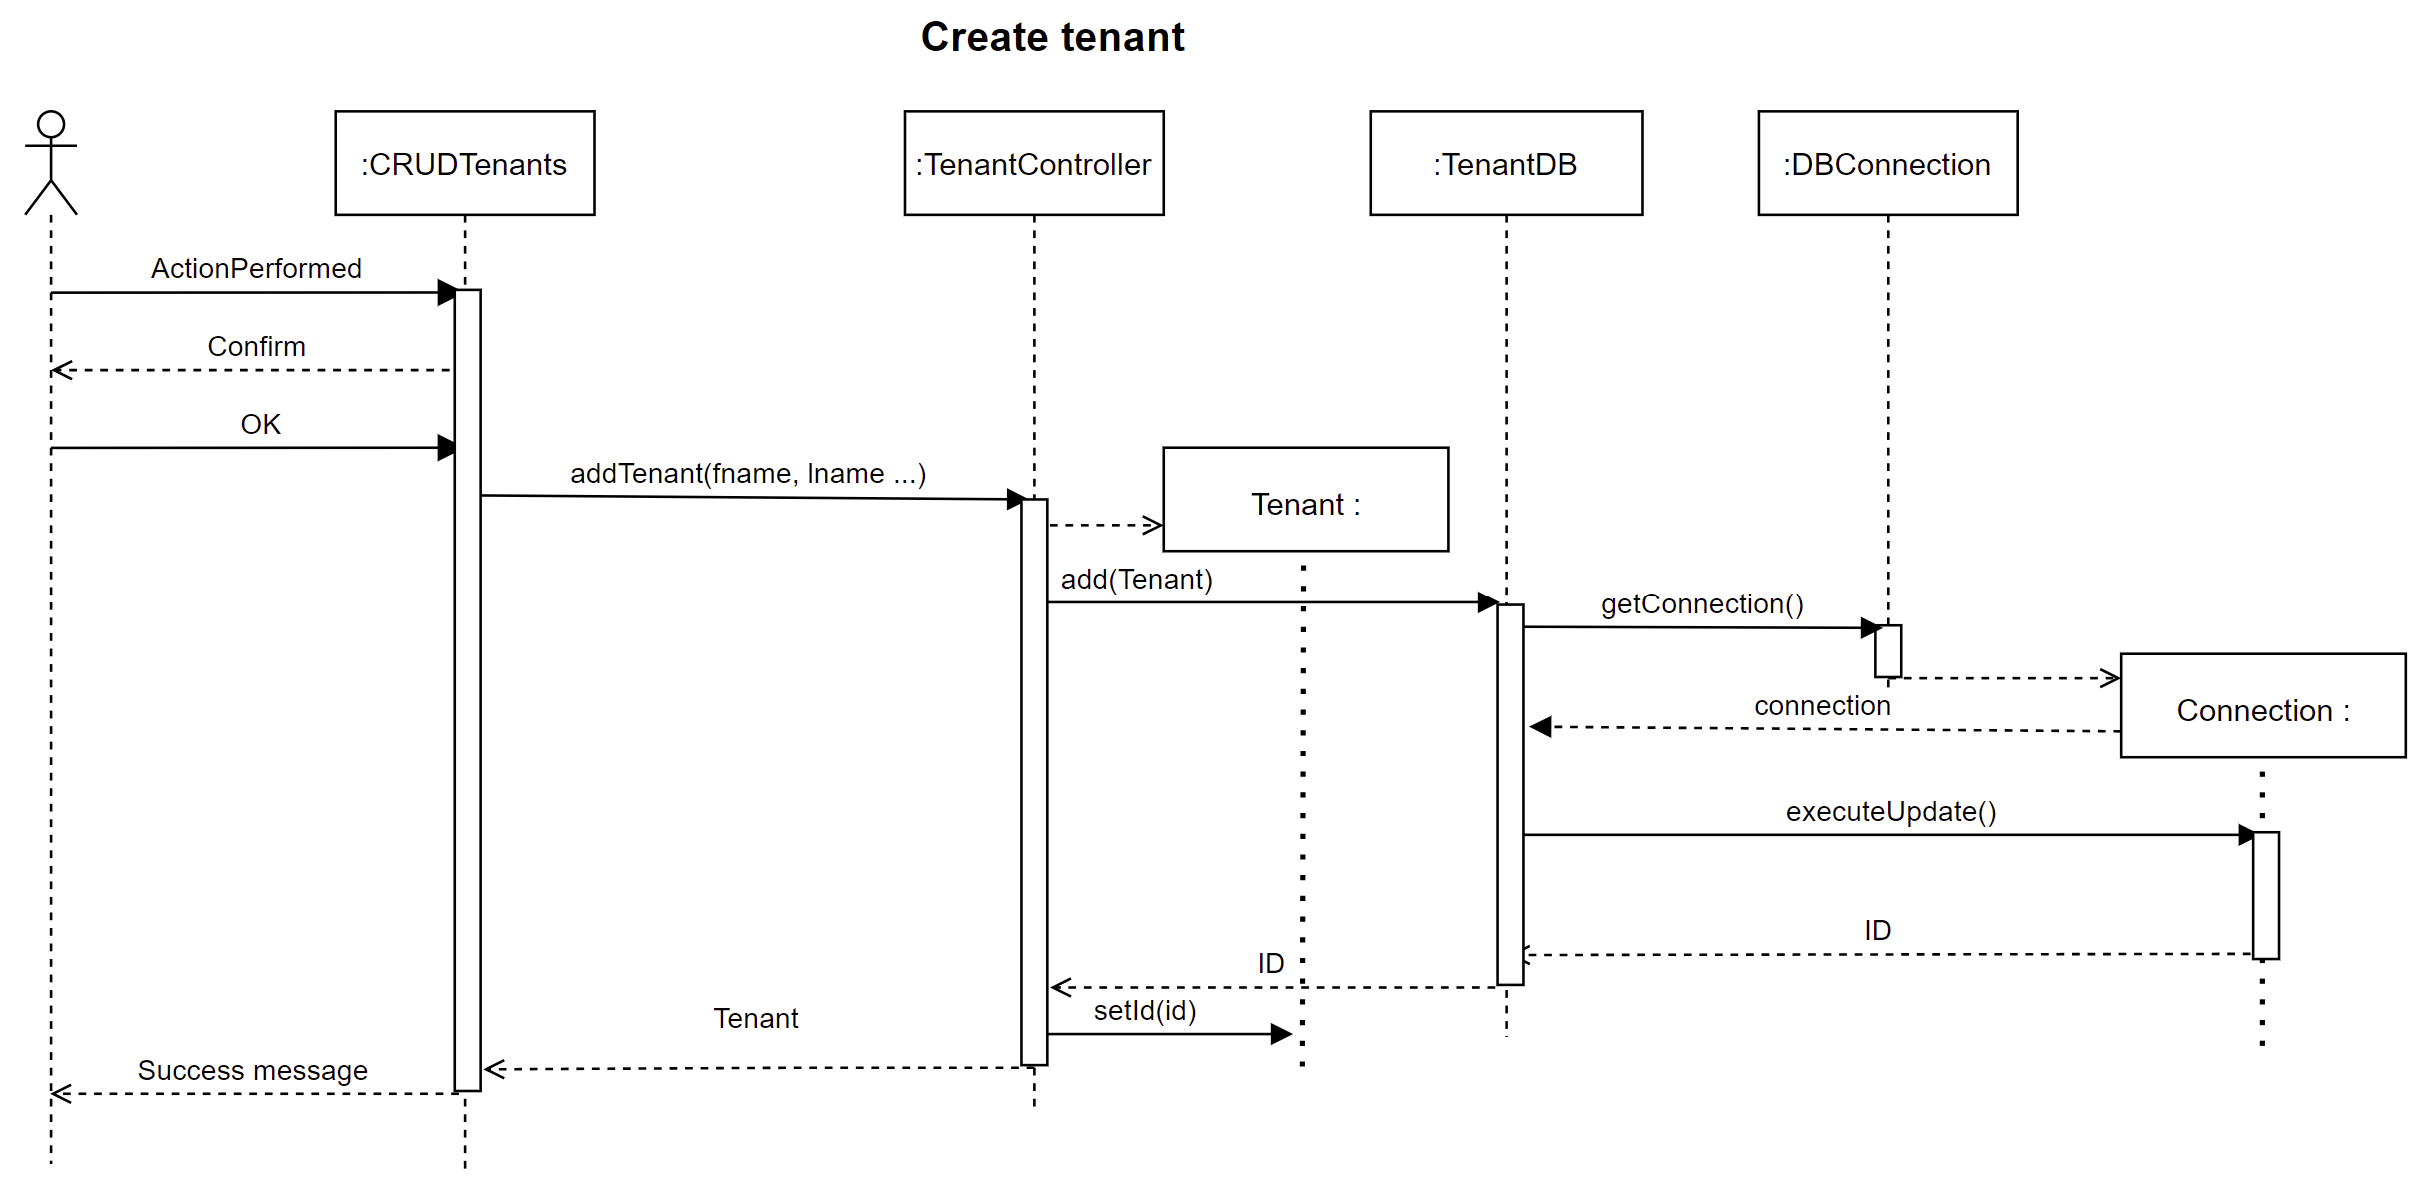 Create tenant
:CRUDTenants
:TenantController
:TenantDB
:DBConnection
ActionPerformed
Confirm
OK
addTenant(fname, lname ...)
Tenant :
add(Tenant)
getConnection()
connection
Connection :
executeUpdate()
ID
ID
setId(id)
Tenant
Success message